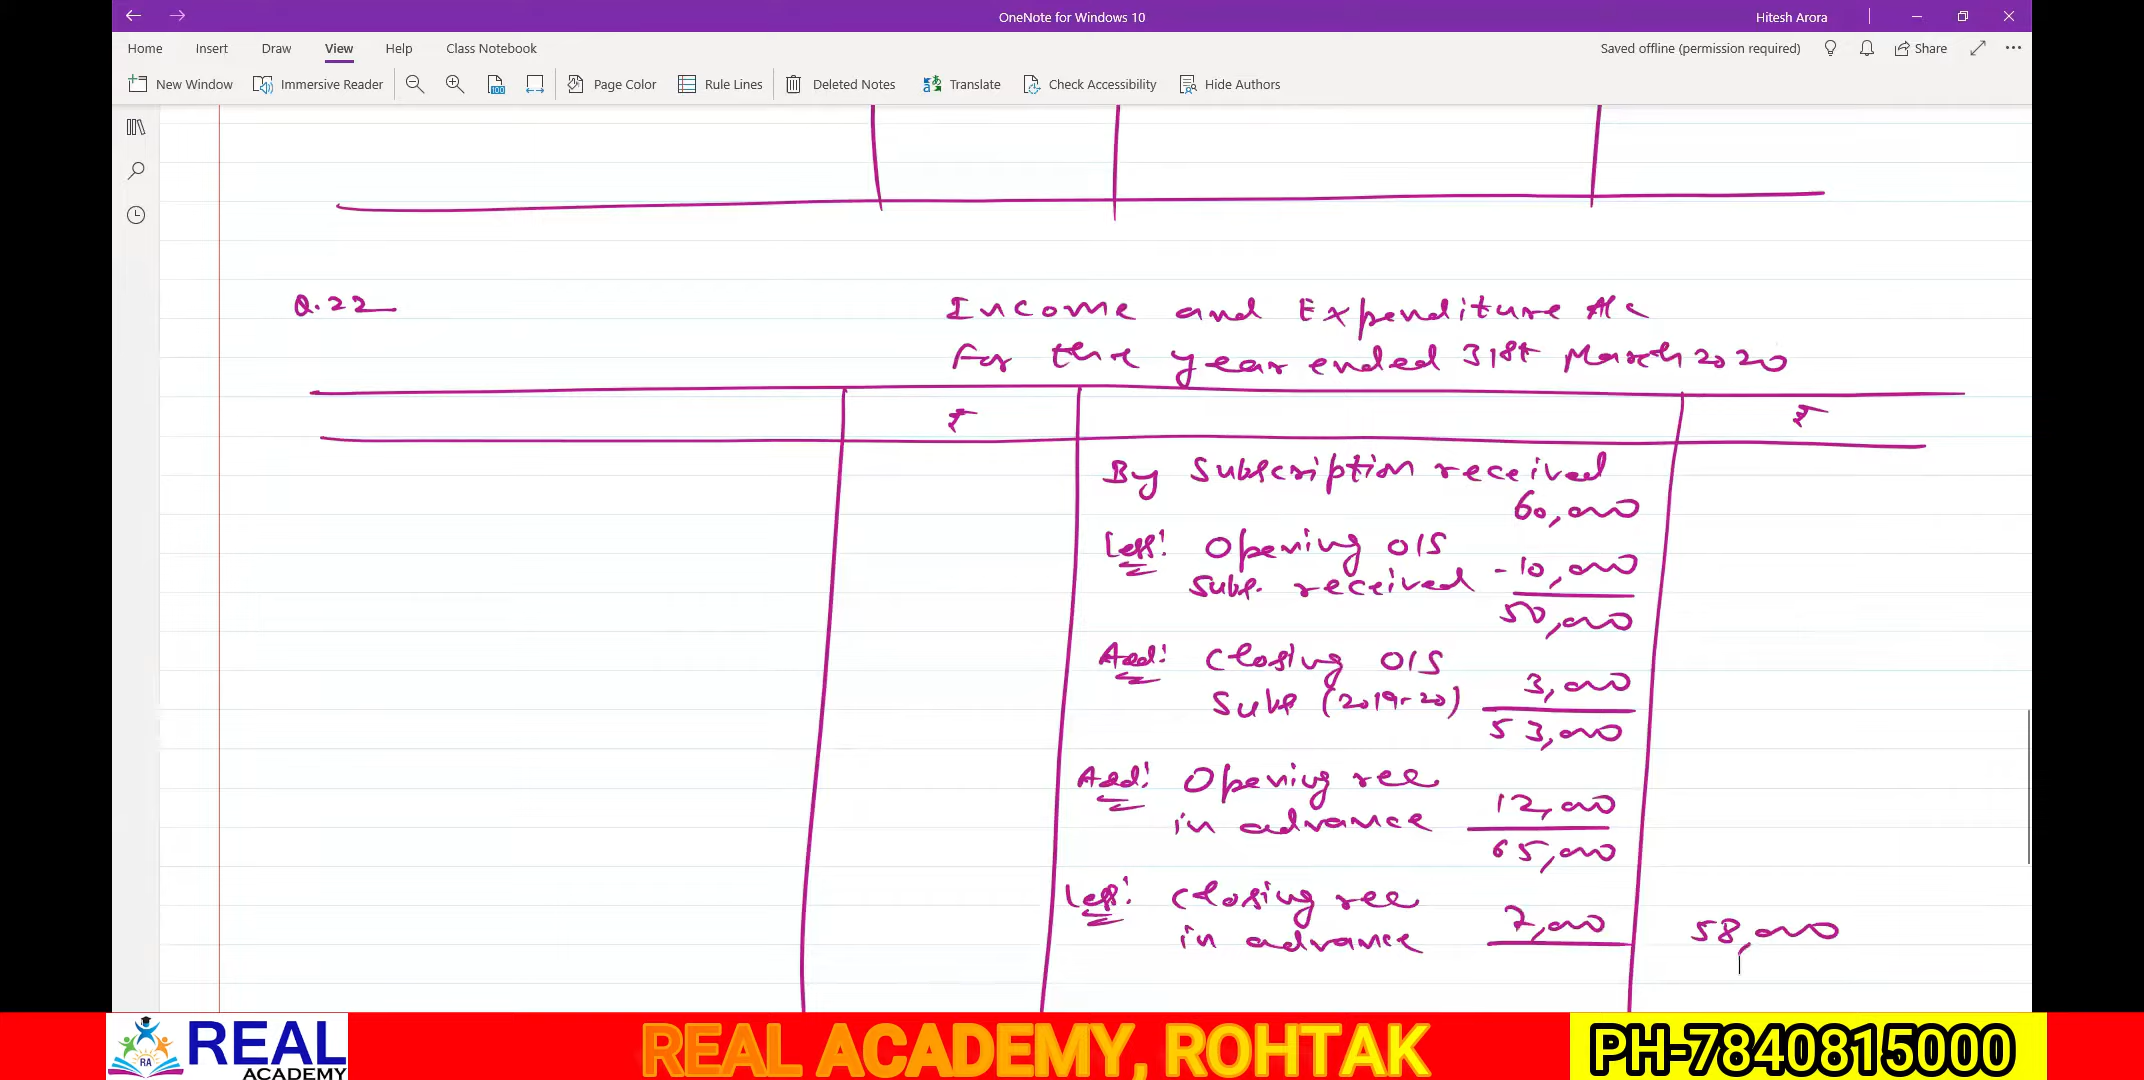 OneNote for Windows 10
Hitesh Arora
Home Insert Draw View Help Class Notebook
Saved offline (permission required) Share
New Window Immersive Reader 100 Page Color Rule Lines Deleted Notes Translate Check Accessibility Hide Authors
Q.22
Income and Expenditure A/c
For the year ended 31st March 2020
₹ ₹
By Subscription received
60,000
Less: Opening O/S
Subs. received -10,000
50,000
Add: Closing O/S
Subs (2019-20) 3,000
53,000
Add: Opening rec
in advance 12,000
65,000
Less: Closing rec
in advance 7,000 58,000
RA REAL ACADEMY
REAL ACADEMY, ROHTAK
PH-7840815000